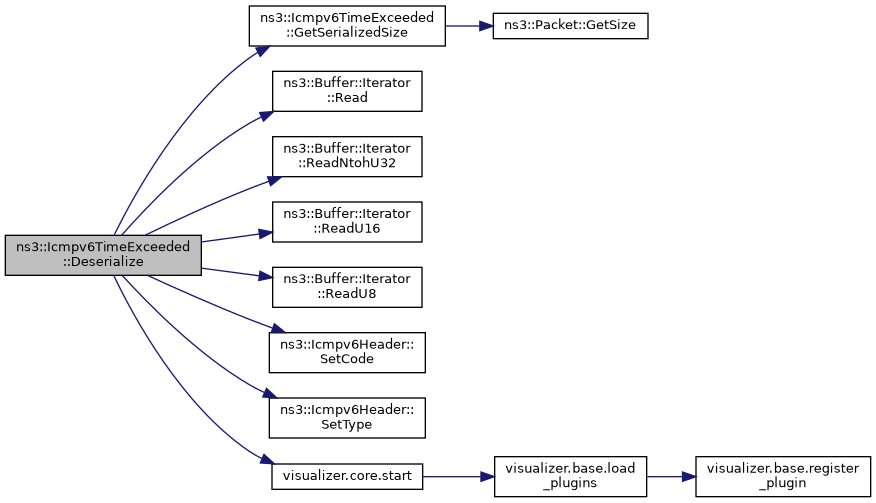 ns3::Icmpv6TimeExceeded
::GetSerializedSize
ns3::Packet::GetSize
ns3::Buffer::Iterator
::Read
ns3::Buffer::Iterator
::ReadNtohU32
ns3::Buffer::Iterator
::ReadU16
ns3::Icmpv6TimeExceeded
::Deserialize
ns3::Buffer::Iterator
::ReadU8
ns3::Icmpv6Header::
SetCode
ns3::Icmpv6Header::
SetType
visualizer.core.start
visualizer.base.load
_plugins
visualizer.base.register
_plugin